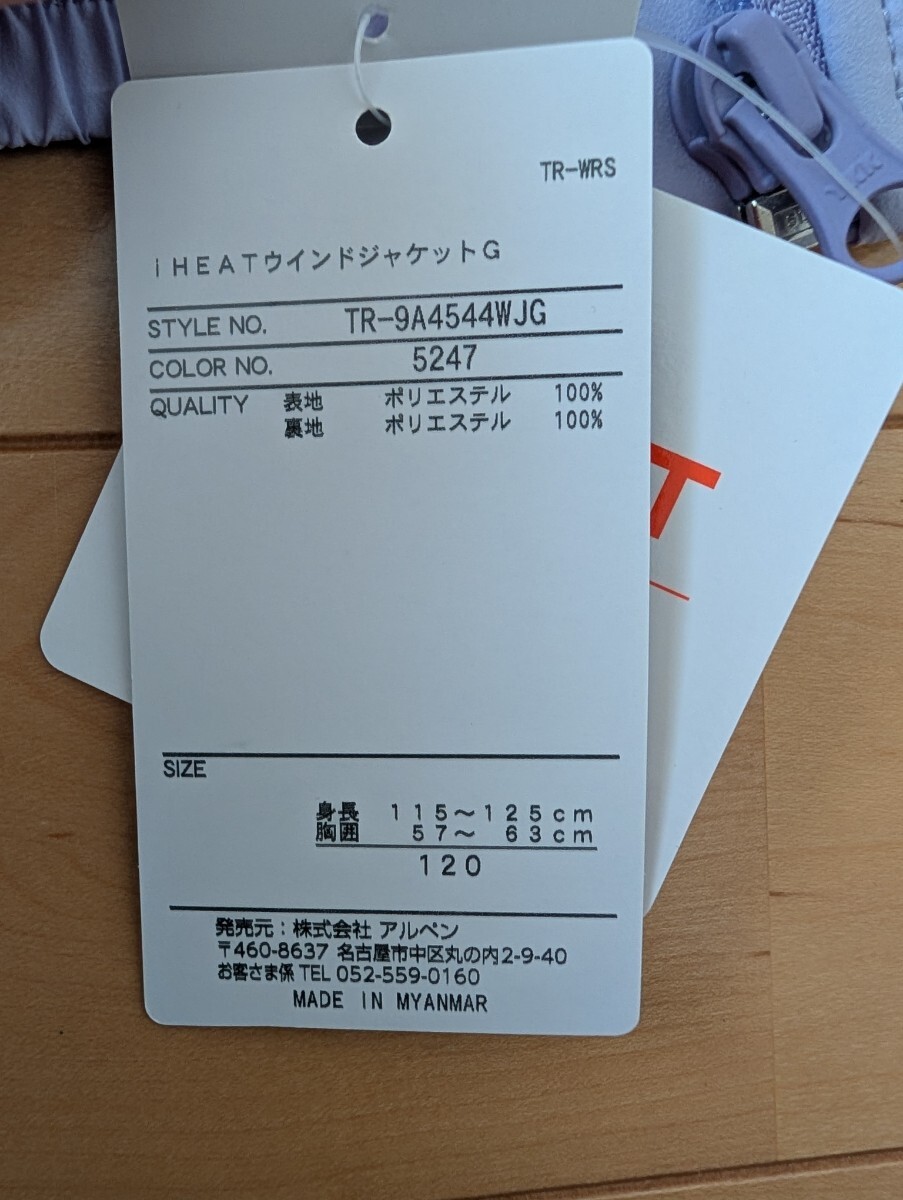 TR-WRS
iHEATウインドジャケットG
STYLE NO. TR-9A4544WJG
COLOR NO. 5247
QUALITY 表地 ポリエステル 100%
裏地 ポリエステル 100%
T
SIZE
身長 115～125cm
胸囲 57～ 63cm
120
発売元：株式会社 アルペン
〒460-8637 名古屋市中区丸の内2-9-40
お客さま係 TEL 052-559-0160
MADE IN MYANMAR
YKK